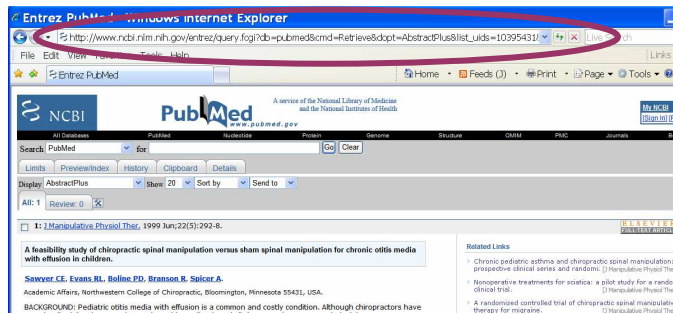 Entrez PubMed - Windows Internet Explorer
http://www.ncbi.nlm.nih.gov/entrez/query.fcgi?db=pubmed&cmd=Retrieve&dopt=AbstractPlus&list_uids=10395431 Live Search
File Edit View Favorites Tools Help Links
Entrez PubMed Home Feeds (J) Print Page Tools
NCBI PubMed www.pubmed.gov
A service of the National Library of Medicine
and the National Institutes of Health
My NCBI
[Sign In]
All Databases PubMed Nucleotide Protein Genome Structure OMIM PMC Journals
Search PubMed for Go Clear
Limits Preview/Index History Clipboard Details
Display AbstractPlus Show 20 Sort by Send to
All: 1 Review: 0
1: J Manipulative Physiol Ther. 1999 Jun;22(5):292-8.
ELSEVIER
FULL-TEXT ARTICLE
A feasibility study of chiropractic spinal manipulation versus sham spinal manipulation for chronic otitis media
with effusion in children.
Sawyer CE, Evans RL, Boline PD, Branson R, Spicer A.
Academic Affairs, Northwestern College of Chiropractic, Bloomington, Minnesota 55431, USA.
BACKGROUND: Pediatric otitis media with effusion is a common and costly condition. Although chiropractors have
Related Links
Chronic pediatric asthma and chiropractic spinal manipulation:
prospective clinical series and randomi. [J Manipulative Physiol The
Nonoperative treatments for sciatica: a pilot study for a rando
clinical trial. [J Manipulative Physiol The
A randomized controlled trial of chiropractic spinal manipulative
therapy for migraine. [J Manipulative Physiol The